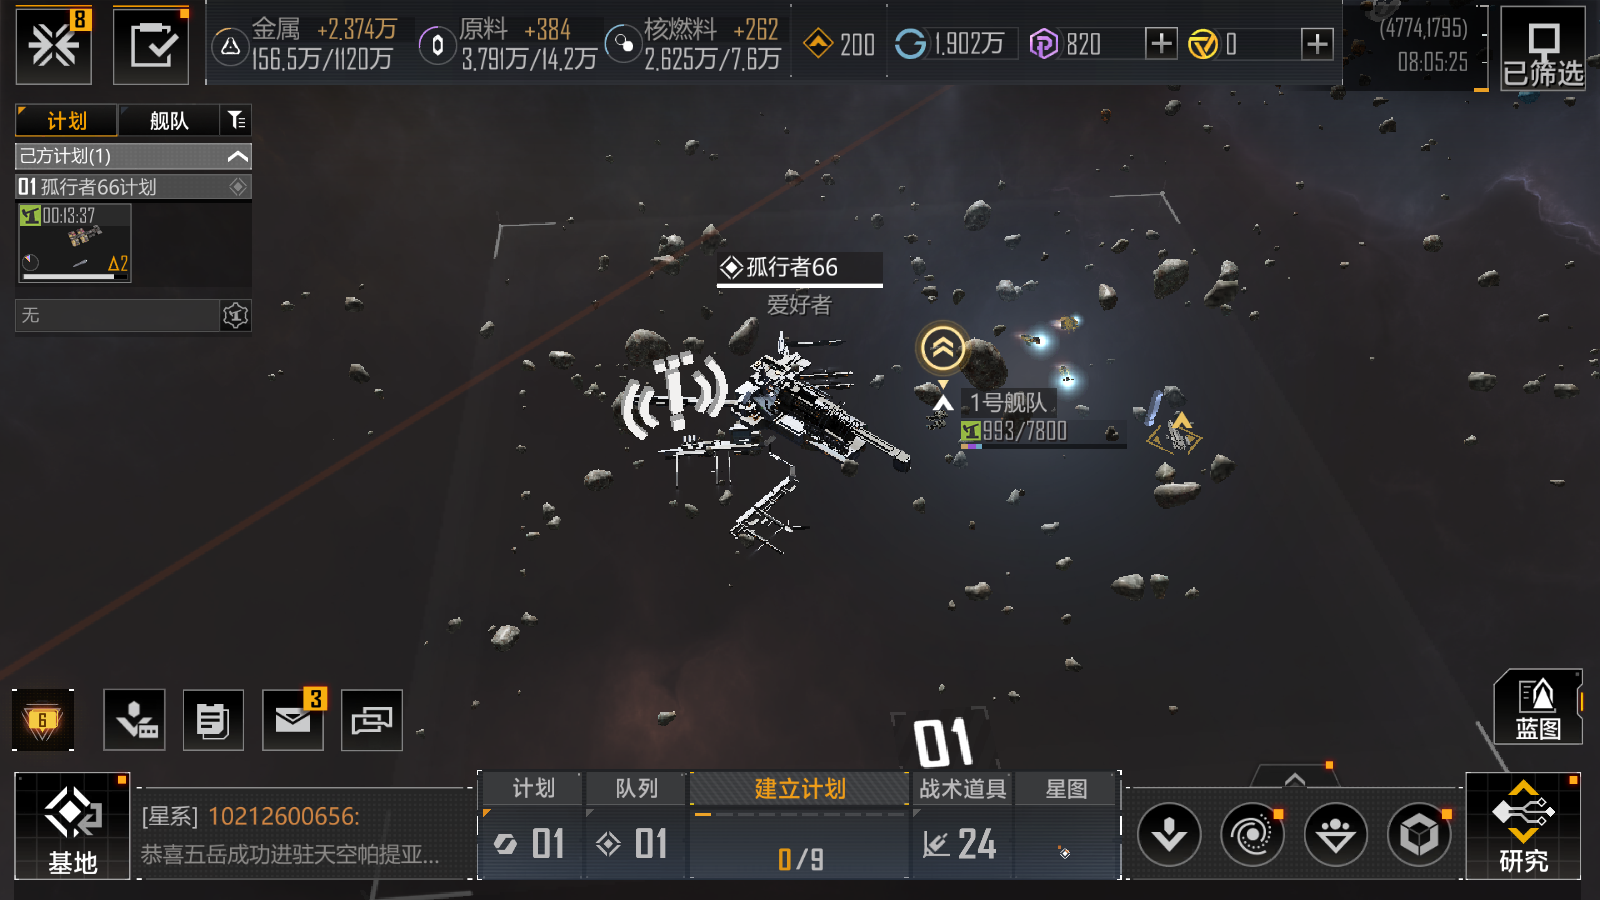 8
金属 +2.374万
156.5万/1120万
原料 +384
3.791万/14.2万
核燃料 +262
2.625万/7.6万
200
1.902万
820
0
(4774,1795)
08:05:25
已筛选
计划
舰队
己方计划(1)
01 孤行者66计划
00:13:37
2
无
孤行者66
爱好者
1号舰队
993/7800
01
蓝图
6
3
基地
[星系] 10212600656:
恭喜五岳成功进驻天空帕提亚...
计划
01
队列
01
建立计划
0/9
战术道具
24
星图
研究